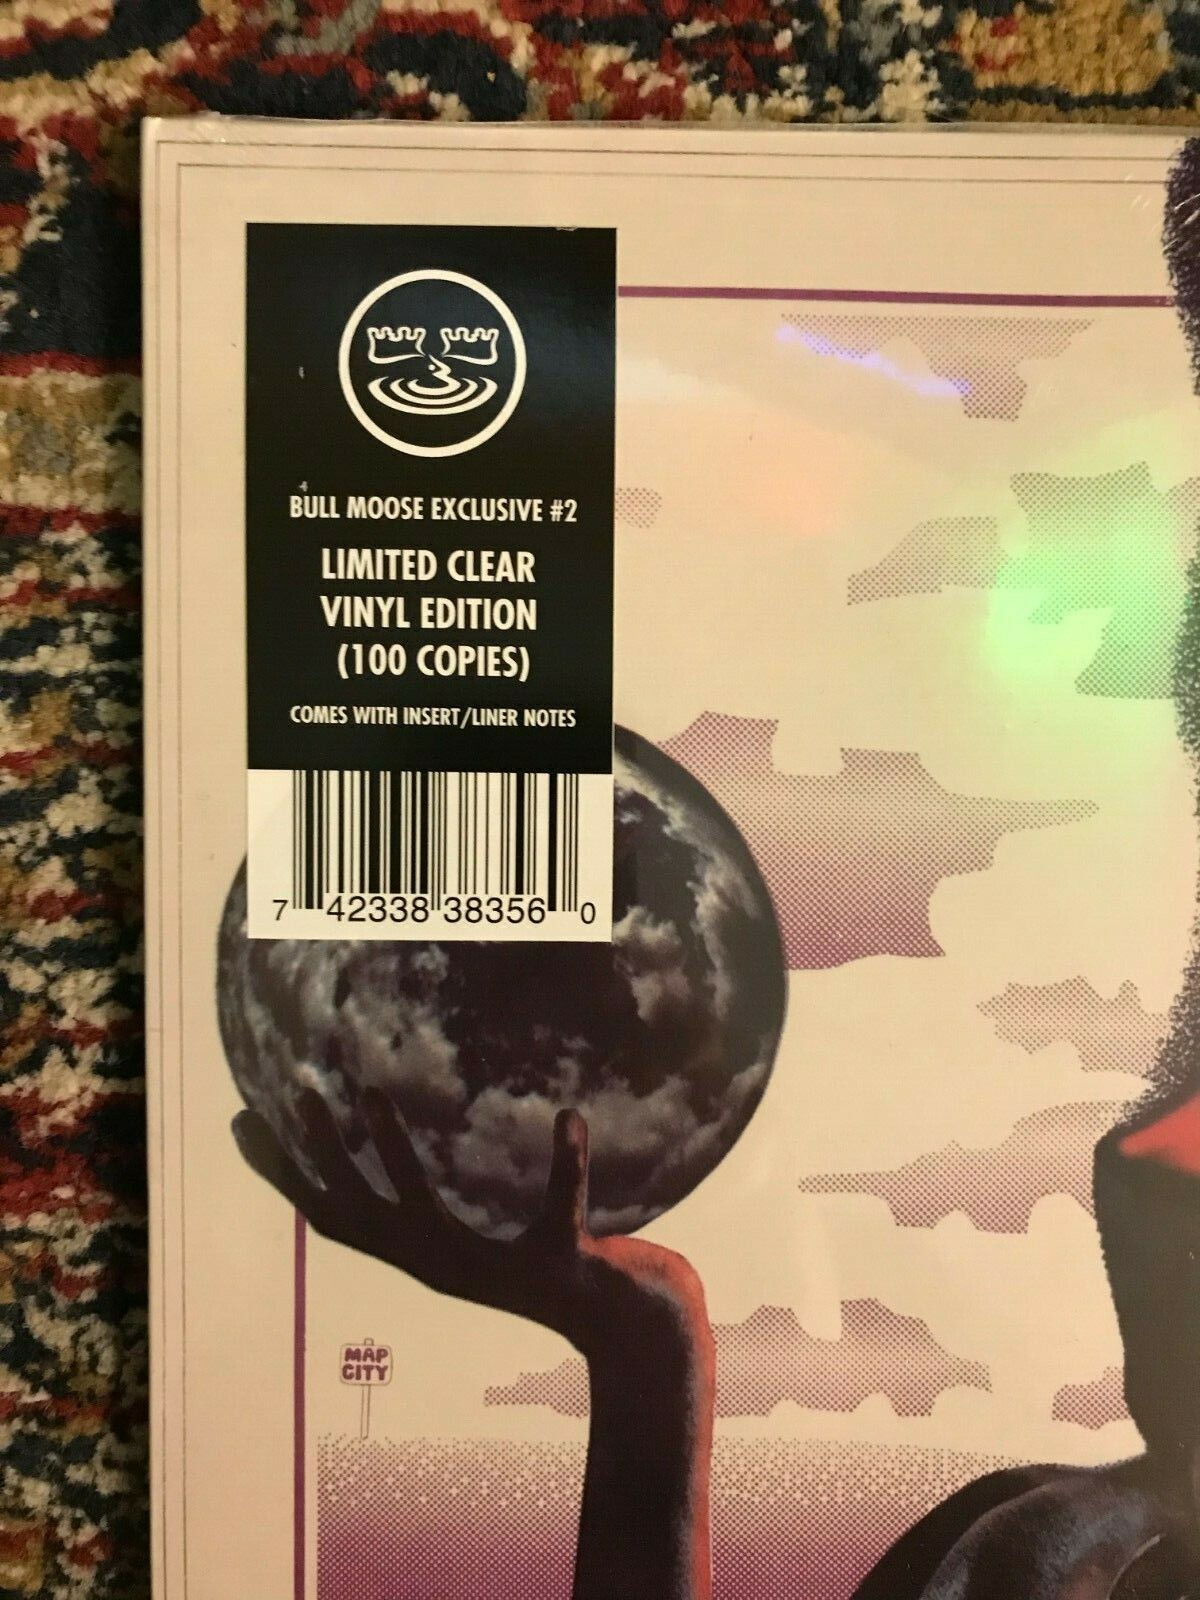 BULL MOOSE EXCLUSIVE #2
LIMITED CLEAR
VINYL EDITION
(100 COPIES)
COMES WITH INSERT/LINER NOTES
7 42338 38356 0
MAP
CITY